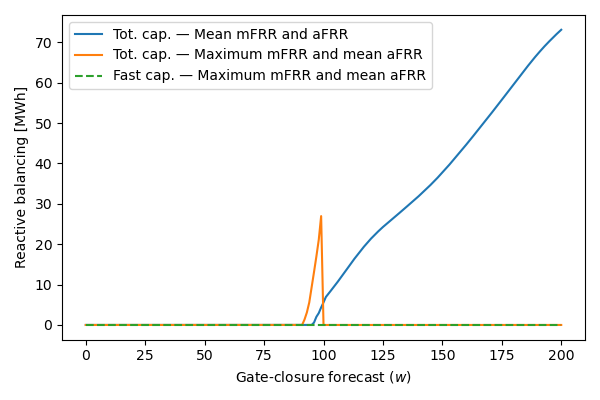 Tot. cap. — Mean mFRR and aFRR
Tot. cap. — Maximum mFRR and mean aFRR
Fast cap. — Maximum mFRR and mean aFRR
Reactive balancing [MWh]
70
60
50
40
30
20
10
0
0 25 50 75 100 125 150 175 200
Gate-closure forecast (w)